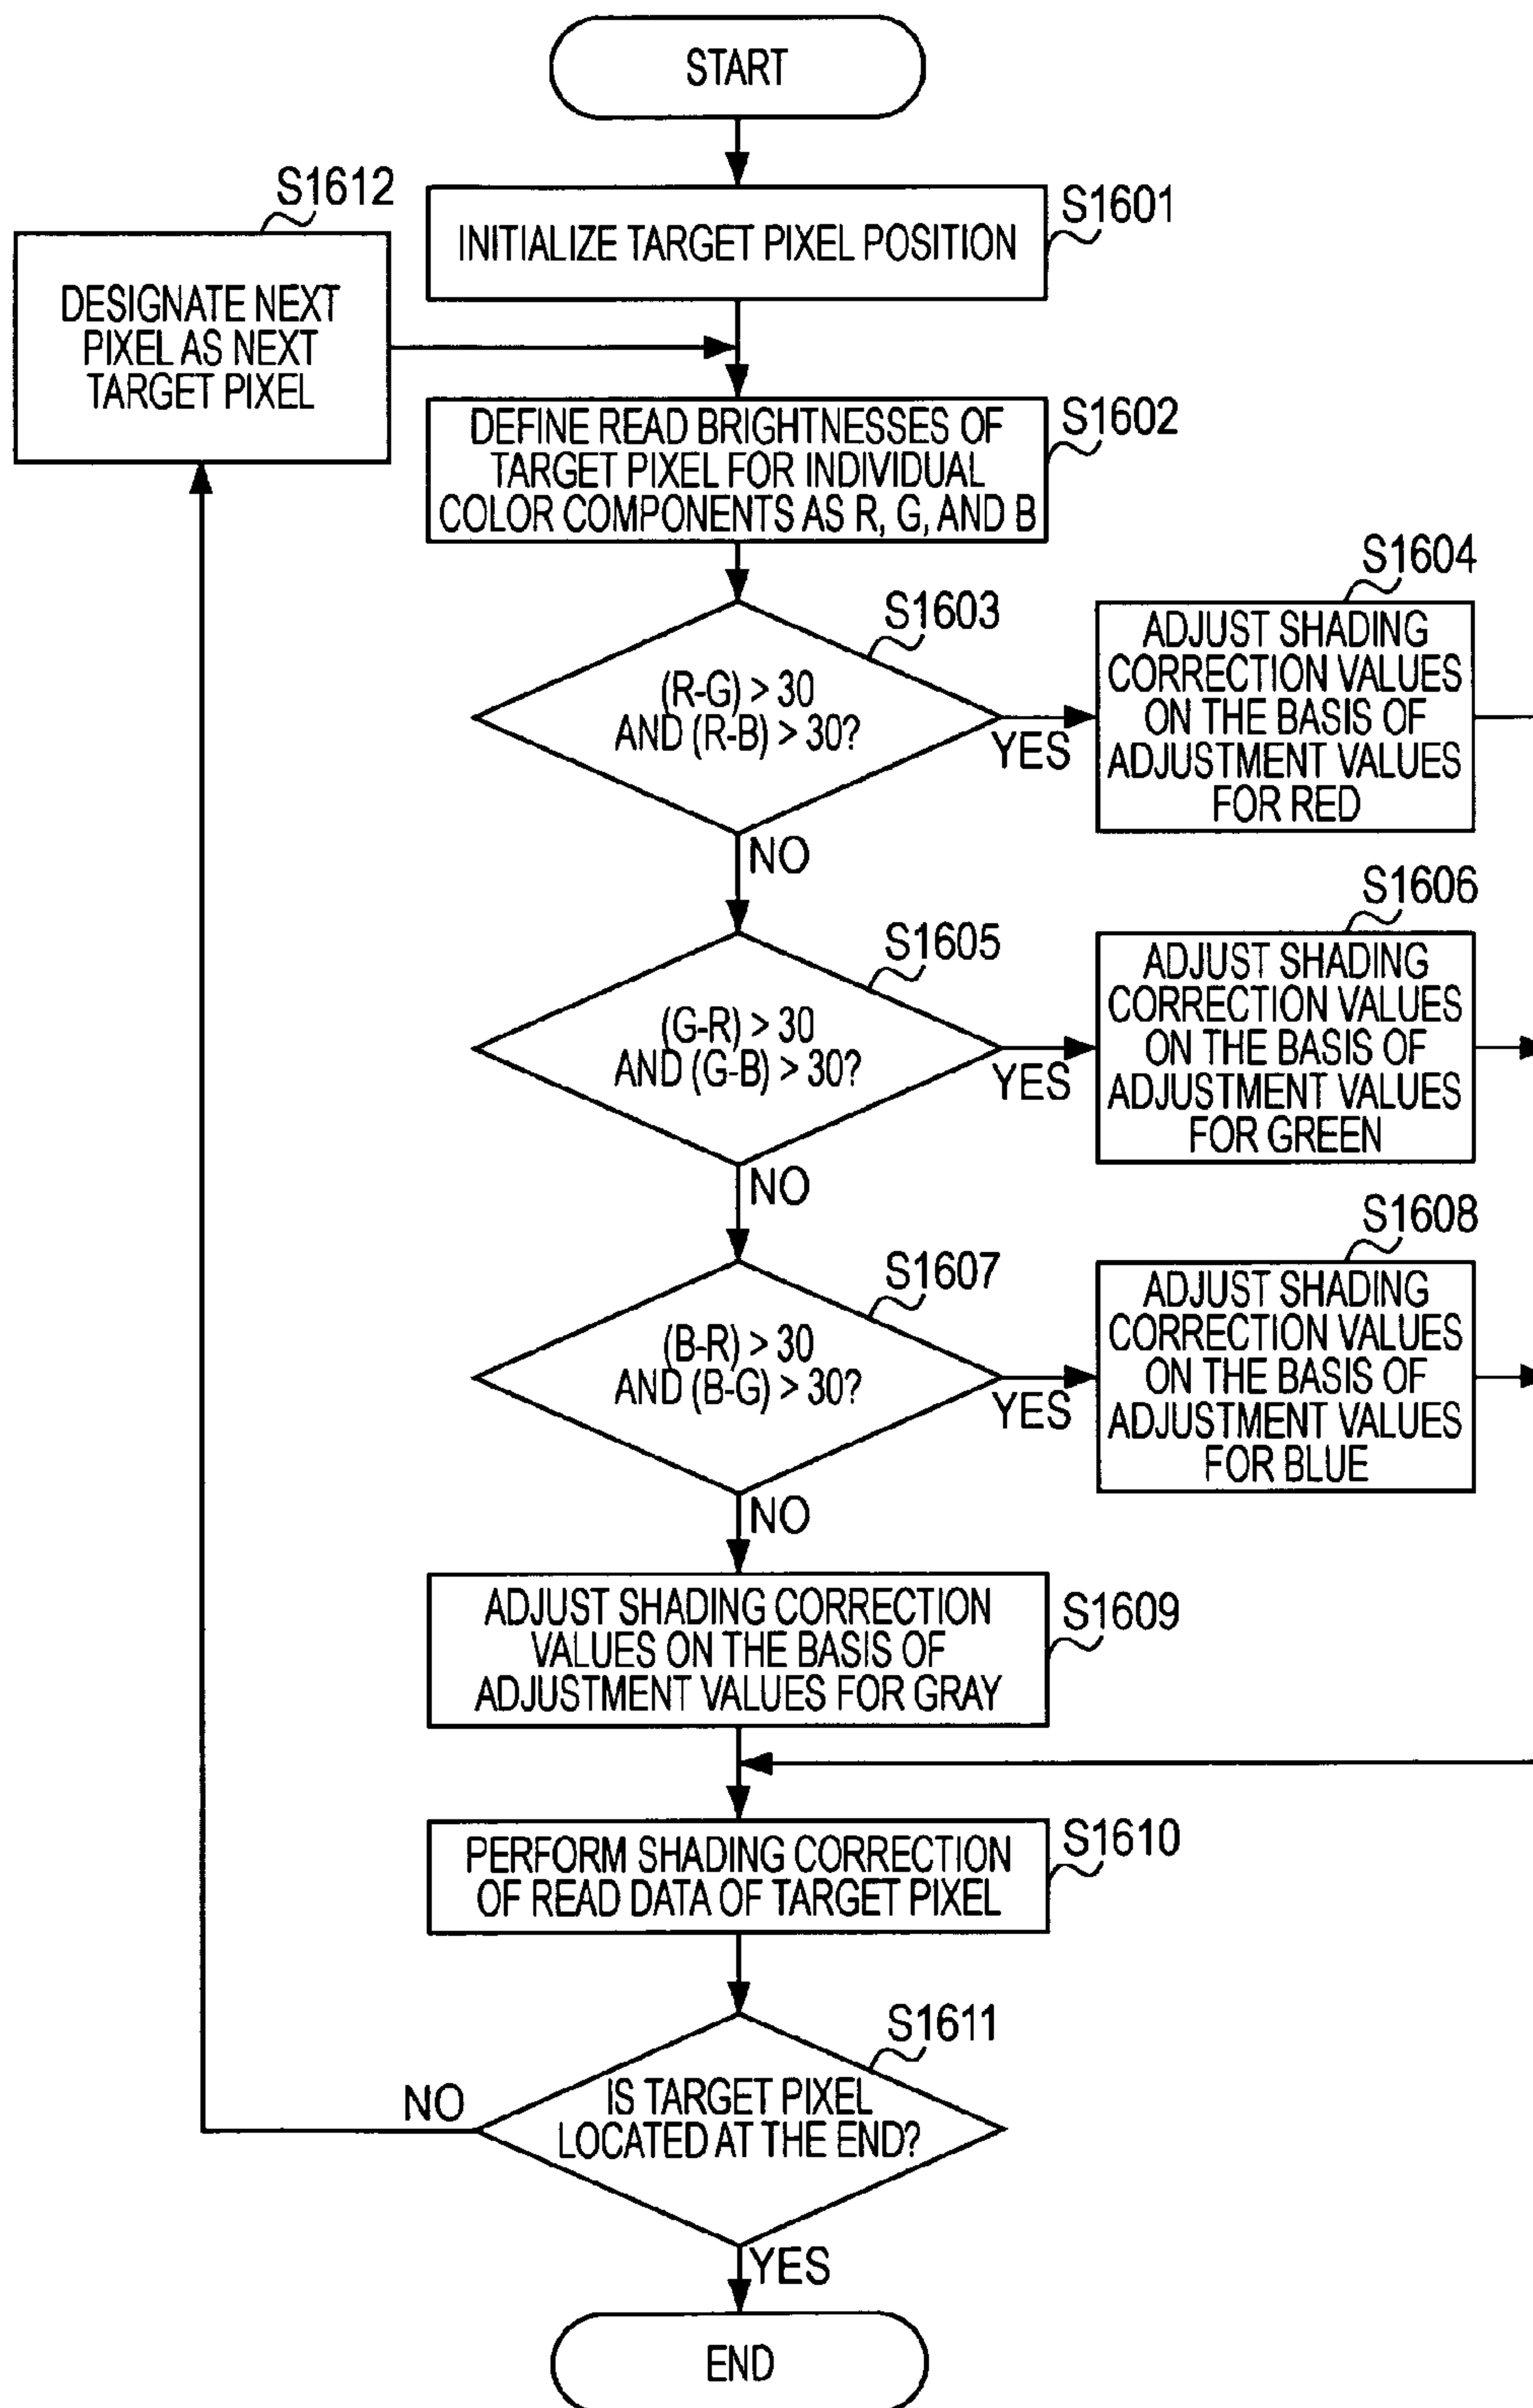 START
S1601
INITIALIZE TARGET PIXEL POSITION
S1612
DESIGNATE NEXT
PIXEL AS NEXT
TARGET PIXEL
S1602
DEFINE READ BRIGHTNESSES OF
TARGET PIXEL FOR INDIVIDUAL
COLOR COMPONENTS AS R, G, AND B
S1603
(R-G) > 30
AND (R-B) > 30?
YES
NO
S1604
ADJUST SHADING
CORRECTION VALUES
ON THE BASIS OF
ADJUSTMENT VALUES
FOR RED
S1605
(G-R) > 30
AND (G-B) > 30?
YES
NO
S1606
ADJUST SHADING
CORRECTION VALUES
ON THE BASIS OF
ADJUSTMENT VALUES
FOR GREEN
S1607
(B-R) > 30
AND (B-G) > 30?
YES
NO
S1608
ADJUST SHADING
CORRECTION VALUES
ON THE BASIS OF
ADJUSTMENT VALUES
FOR BLUE
S1609
ADJUST SHADING CORRECTION
VALUES ON THE BASIS OF
ADJUSTMENT VALUES FOR GRAY
S1610
PERFORM SHADING CORRECTION
OF READ DATA OF TARGET PIXEL
S1611
IS TARGET PIXEL
LOCATED AT THE END?
NO
YES
END